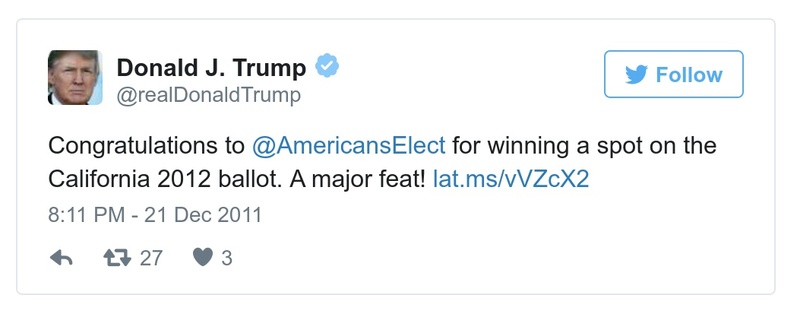 Donald J. Trump
@realDonaldTrump
Follow
Congratulations to @AmericansElect for winning a spot on the
California 2012 ballot. A major feat! lat.ms/vVZcX2
8:11 PM - 21 Dec 2011
27
3